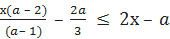 x(a − 2)/(a − 1) − 2a/3 ≤ 2x − a